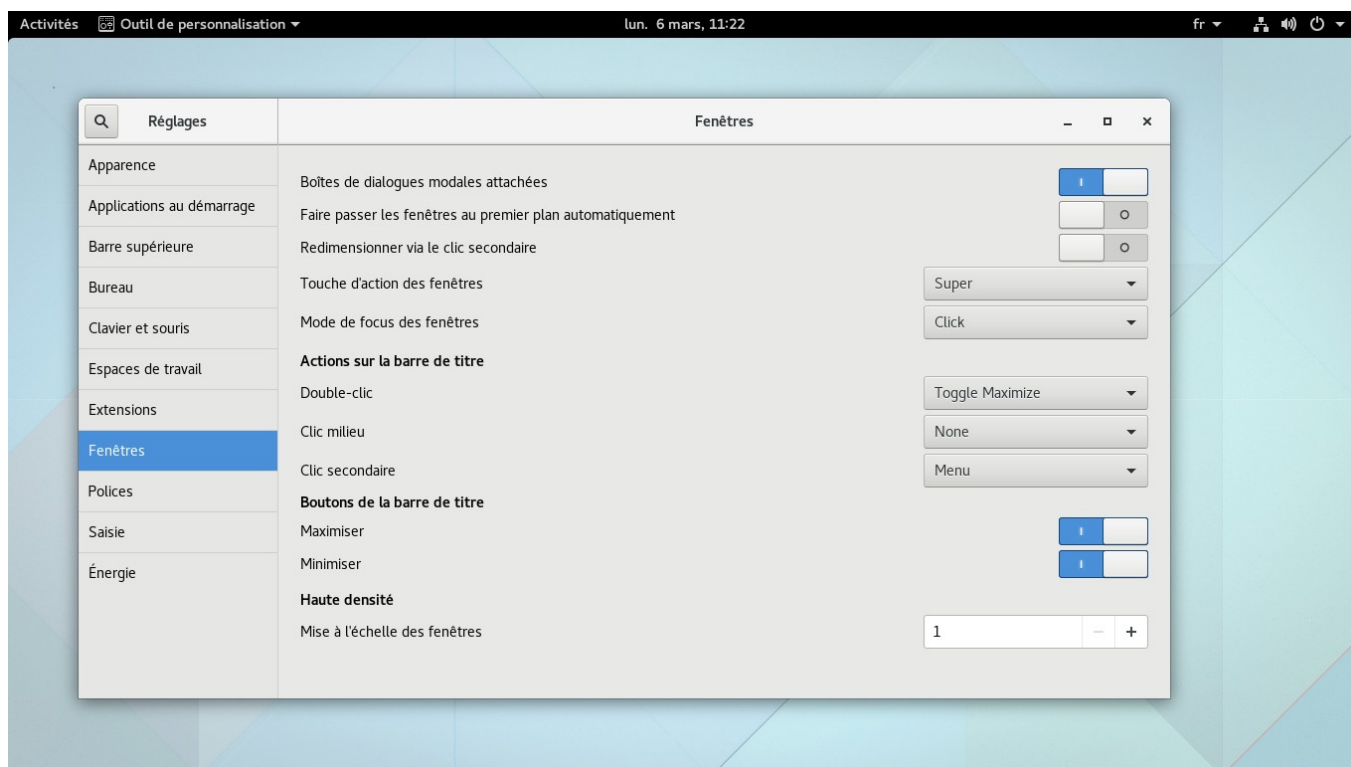 Activités Outil de personnalisation lun. 6 mars, 11:22 fr
Réglages Fenêtres
Apparence
Applications au démarrage
Barre supérieure
Bureau
Clavier et souris
Espaces de travail
Extensions
Fenêtres
Polices
Saisie
Énergie
Boîtes de dialogues modales attachées
Faire passer les fenêtres au premier plan automatiquement
Redimensionner via le clic secondaire
Touche d'action des fenêtres Super
Mode de focus des fenêtres Click
Actions sur la barre de titre
Double-clic Toggle Maximize
Clic milieu None
Clic secondaire Menu
Boutons de la barre de titre
Maximiser
Minimiser
Haute densité
Mise à l'échelle des fenêtres 1